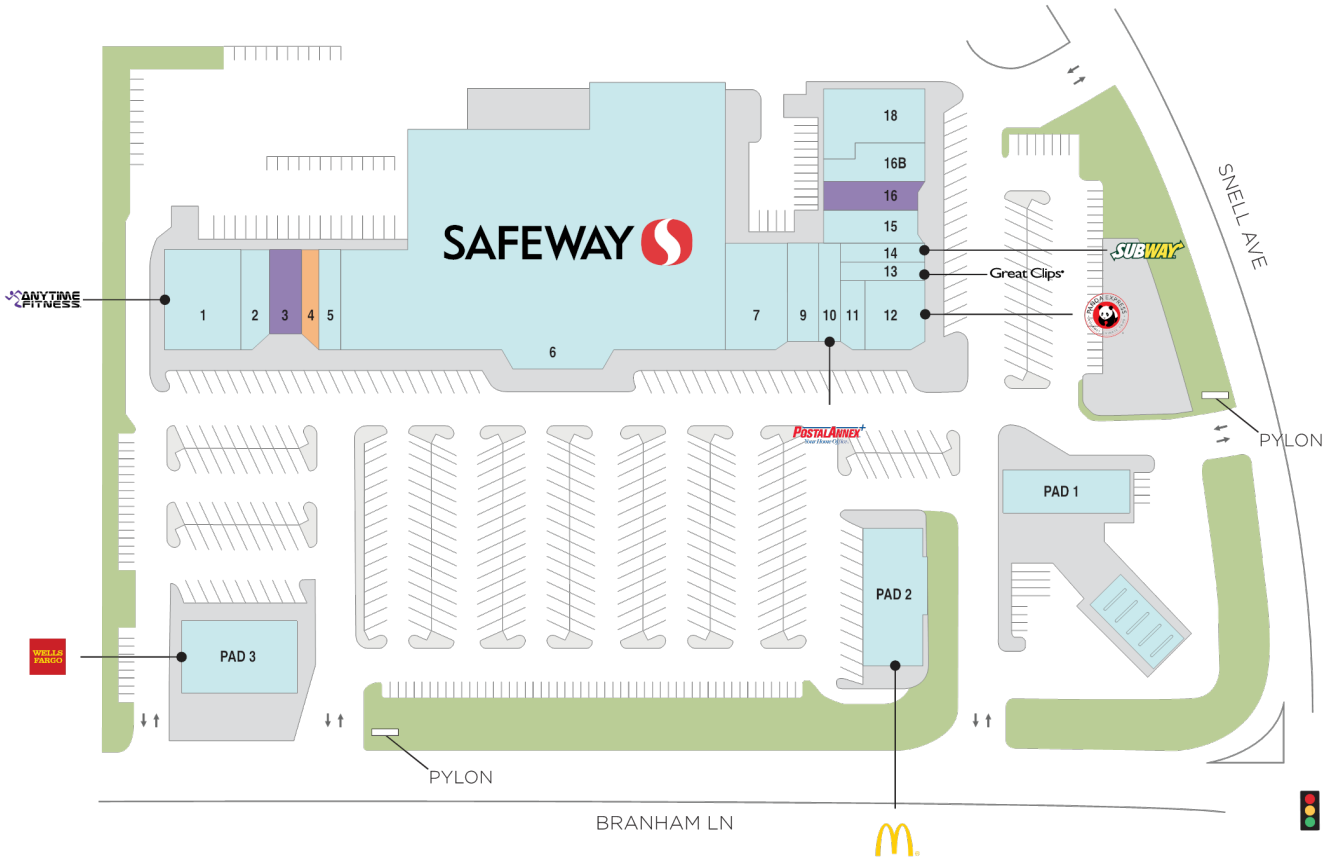 18
16B
16
15
14
13
SAFEWAY
SUBWAY
Great Clips
PANDA EXPRESS
ANYTIME
FITNESS
1
2
3
4
5
6
7
9
10
11
12
SNELL AVE
PYLON
POSTALANNEX+
Your Home Office
PAD 1
PAD 2
PAD 3
WELLS
FARGO
PYLON
BRANHAM LN